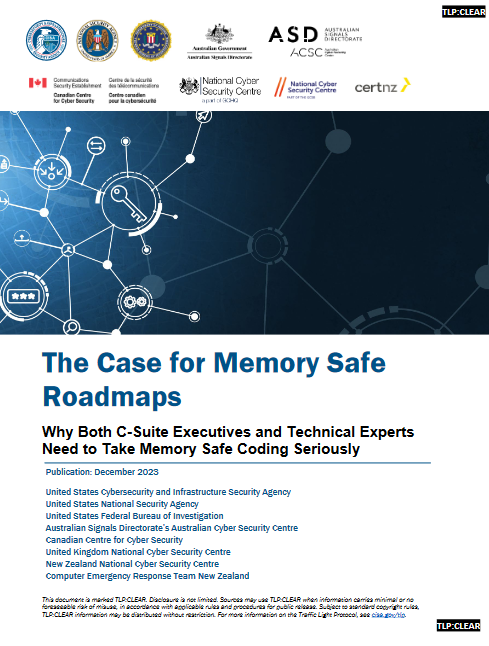 TLP:CLEAR
Australian Government
Australian Signals Directorate
ASD
AUSTRALIAN
SIGNALS
DIRECTORATE
ACSC
Australian
Cyber Security
Centre
Communications
Security Establishment
Canadian Centre
for Cyber Security
Centre de la sécurité
des télécommunications
Centre canadien
pour la cybersécurité
National Cyber
Security Centre
a part of GCHQ
National Cyber
Security Centre
PART OF THE GCSB
certnz
The Case for Memory Safe
Roadmaps
Why Both C-Suite Executives and Technical Experts
Need to Take Memory Safe Coding Seriously
Publication: December 2023
United States Cybersecurity and Infrastructure Security Agency
United States National Security Agency
United States Federal Bureau of Investigation
Australian Signals Directorate's Australian Cyber Security Centre
Canadian Centre for Cyber Security
United Kingdom National Cyber Security Centre
New Zealand National Cyber Security Centre
Computer Emergency Response Team New Zealand
This document is marked TLP:CLEAR. Disclosure is not limited. Sources may use TLP:CLEAR when information carries minimal or no
foreseeable risk of misuse, in accordance with applicable rules and procedures for public release. Subject to standard copyright rules,
TLP:CLEAR information may be distributed without restriction. For more information on the Traffic Light Protocol, see cisa.gov/tlp.
TLP:CLEAR